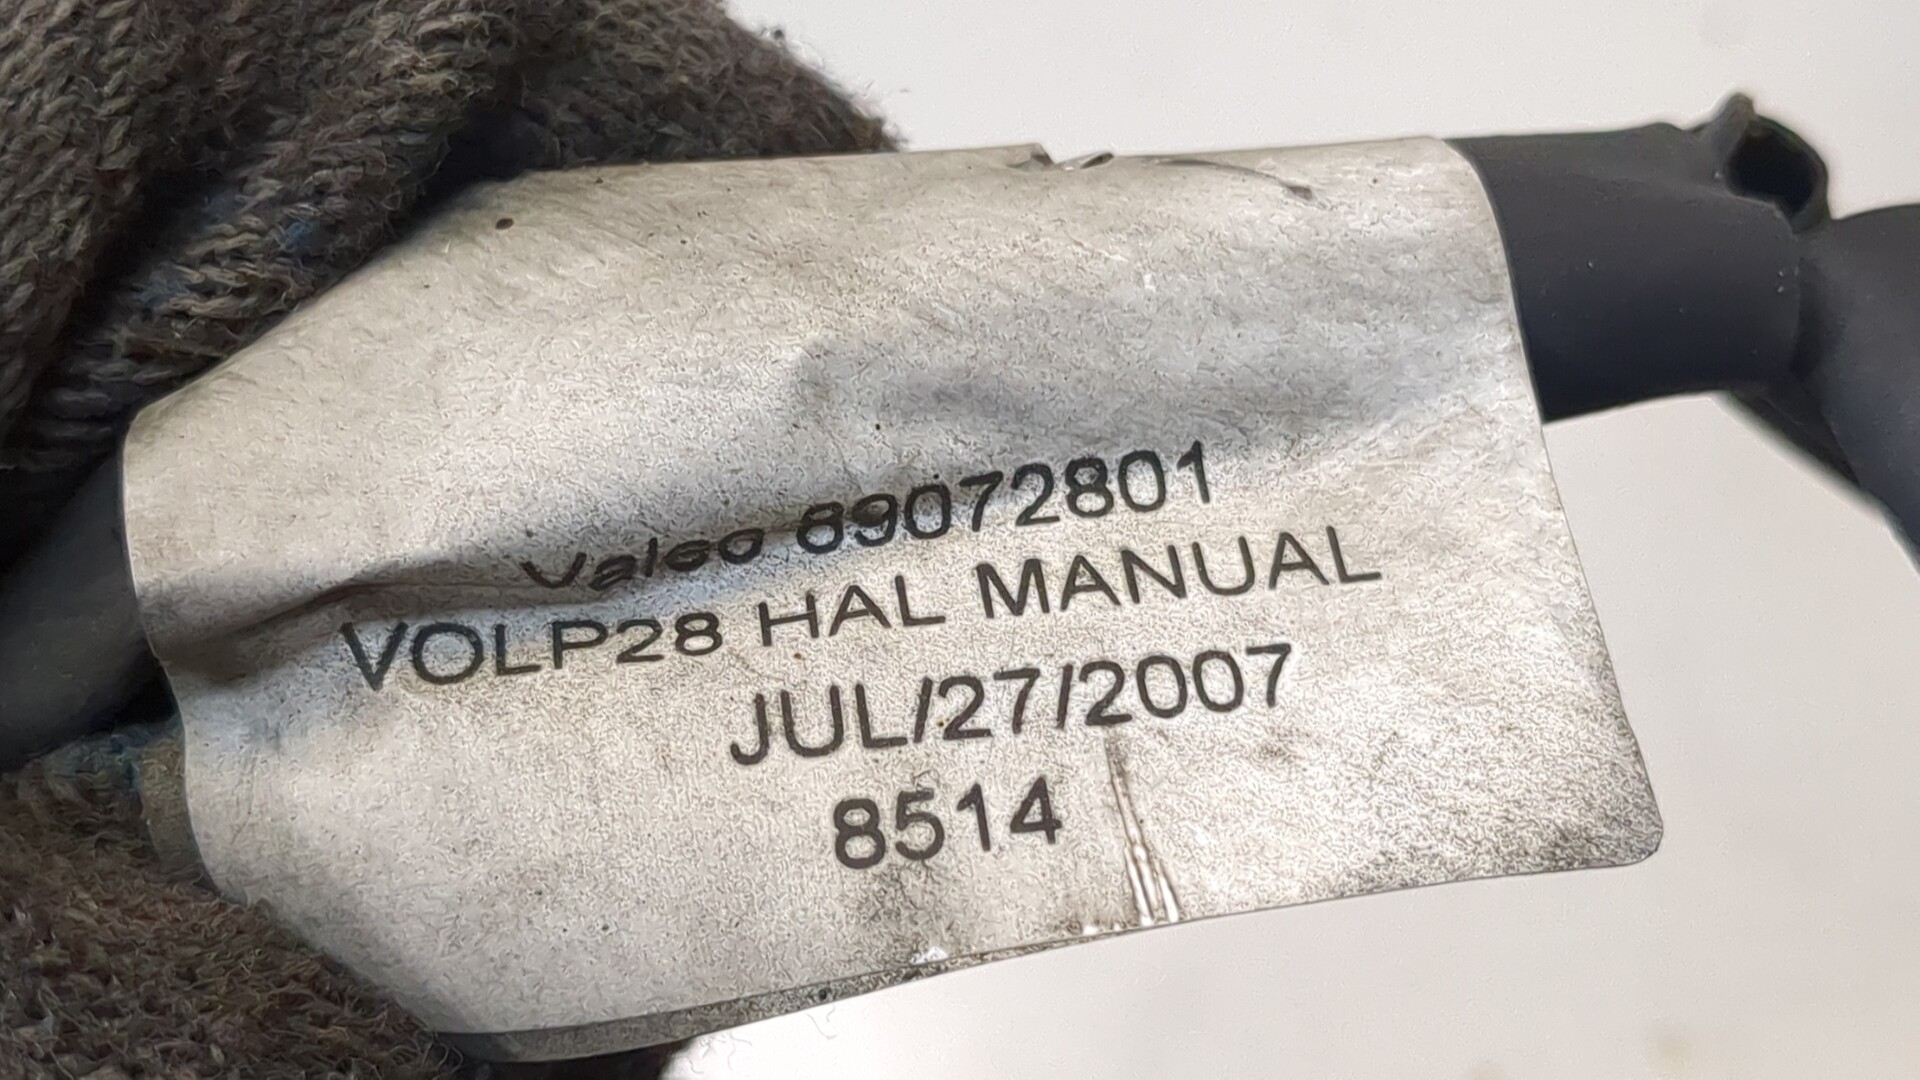 Valeo 89072801
VOLP28 HAL MANUAL
JUL/27/2007
8514